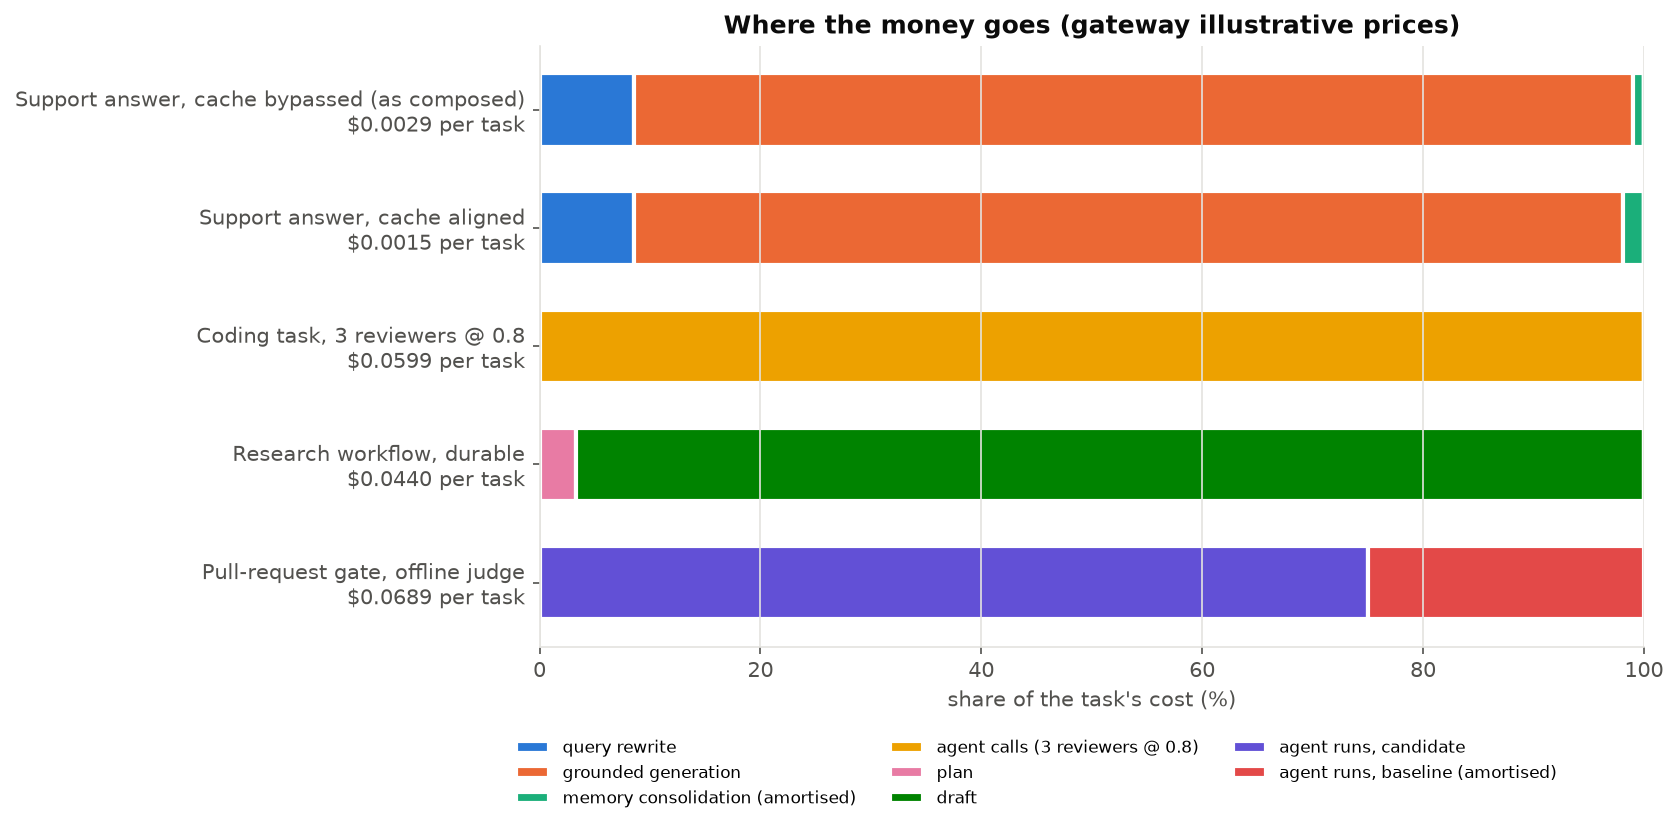 Where the money goes (gateway illustrative prices)
Support answer, cache bypassed (as composed)
$0.0029 per task
Support answer, cache aligned
$0.0015 per task
Coding task, 3 reviewers @ 0.8
$0.0599 per task
Research workflow, durable
$0.0440 per task
Pull-request gate, offline judge
$0.0689 per task
0 20 40 60 80 100
share of the task's cost (%)
query rewrite
grounded generation
memory consolidation (amortised)
agent calls (3 reviewers @ 0.8)
plan
draft
agent runs, candidate
agent runs, baseline (amortised)